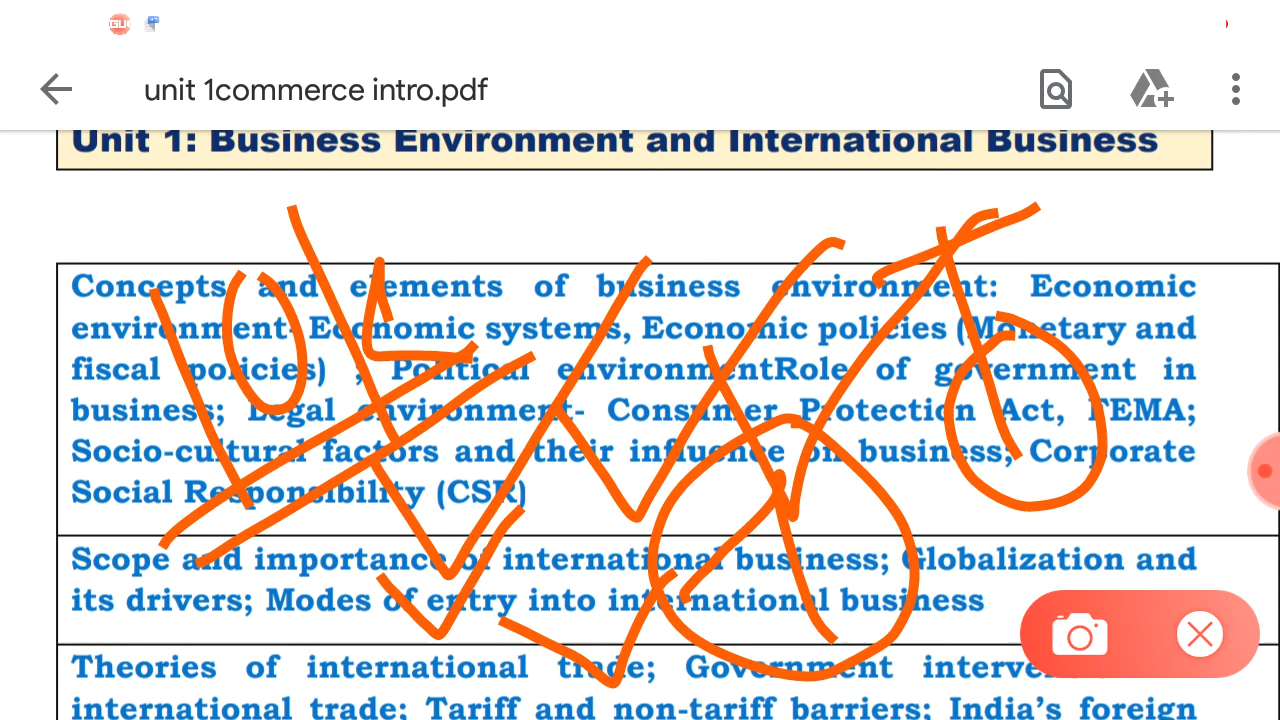 unit 1commerce intro.pdf
Unit 1: Business Environment and International Business
Concepts and elements of business environment: Economic
environment- Economic systems, Economic policies (Monetary and
fiscal policies) ; Political environmentRole of government in
business; Legal environment- Consumer Protection Act, FEMA;
Socio-cultural factors and their influence on business; Corporate
Social Responsibility (CSR)
Scope and importance of international business; Globalization and
its drivers; Modes of entry into international business
Theories of international trade; Government
international trade; Tariff and non-tariff barriers; India's foreign